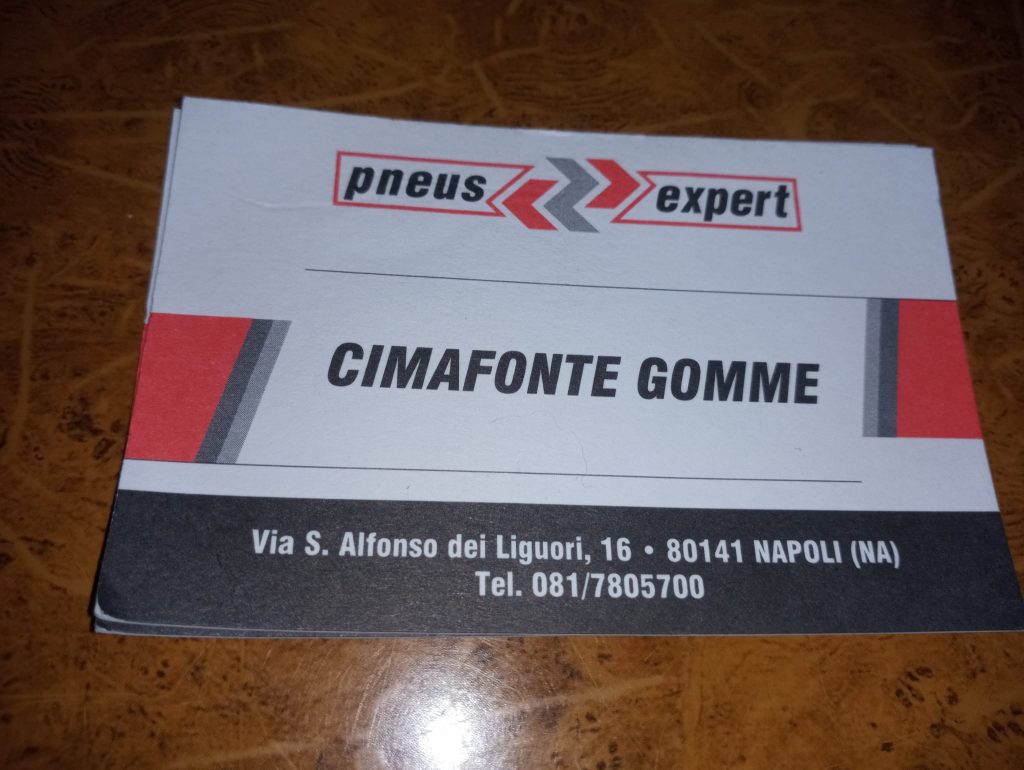 pneus expert
CIMAFONTE GOMME
Via S. Alfonso dei Liguori, 16 • 80141 NAPOLI (NA)
Tel. 081/7805700